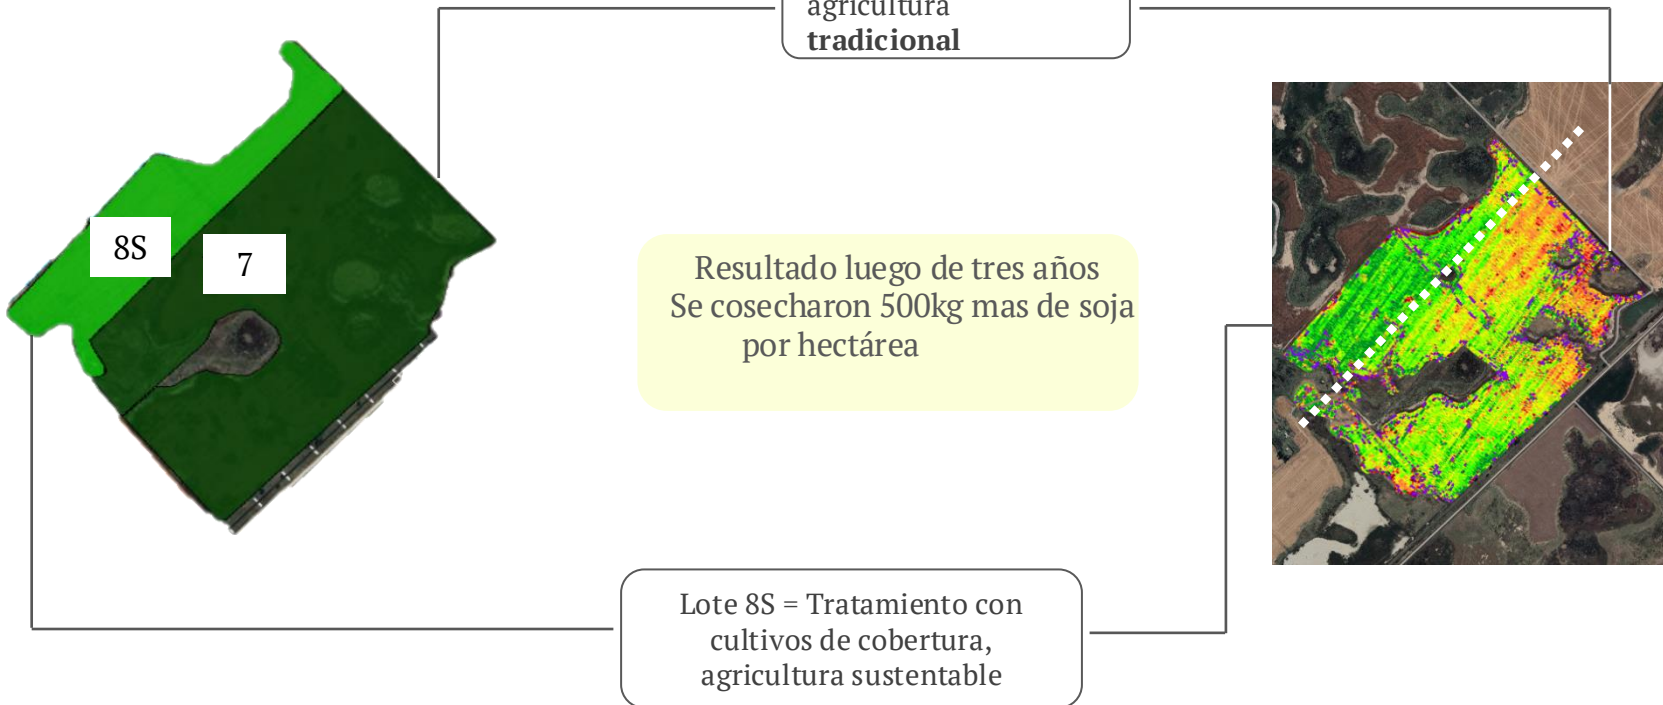 agricultura
tradicional
8S
7
Resultado luego de tres años
Se cosecharon 500kg mas de soja
por hectárea
Lote 8S = Tratamiento con
cultivos de cobertura,
agricultura sustentable